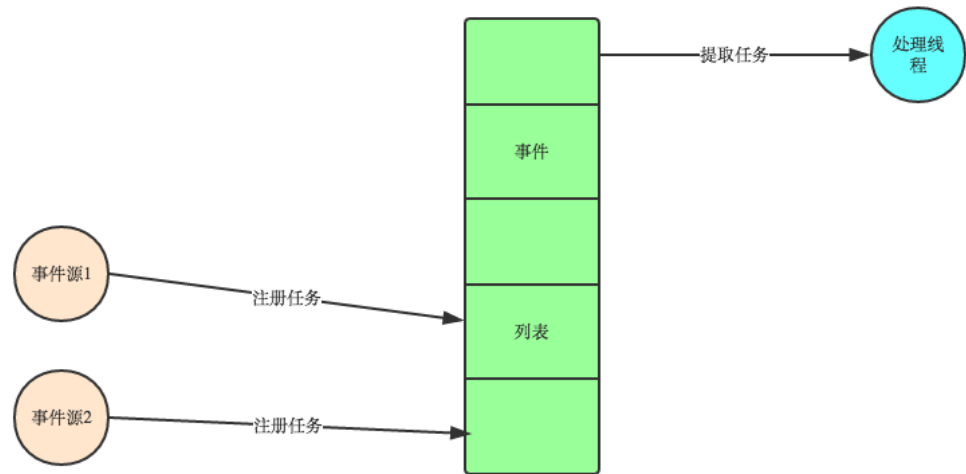 提取任务
处理线
程
事件
事件源1
注册任务
列表
事件源2
注册任务